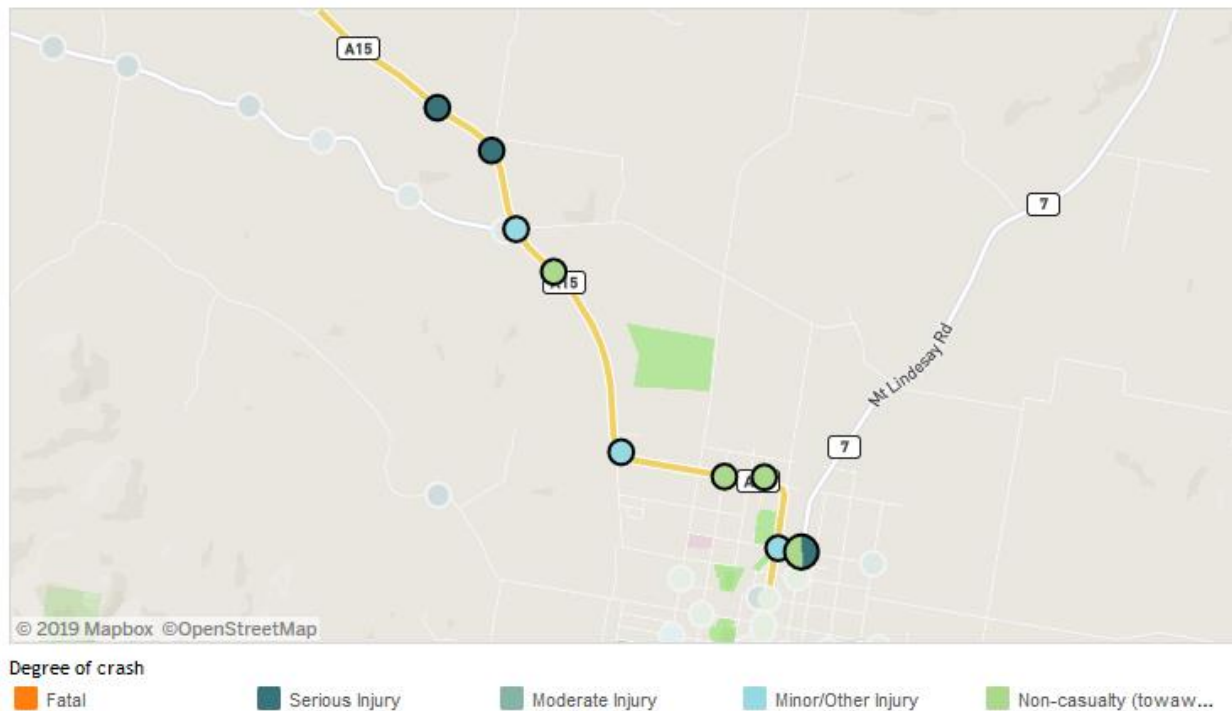 A15
7
A15
Mt Lindesay Rd
7
© 2019 Mapbox ©OpenStreetMap
Degree of crash
Fatal
Serious Injury
Moderate Injury
Minor/Other Injury
Non-casualty (towaw...